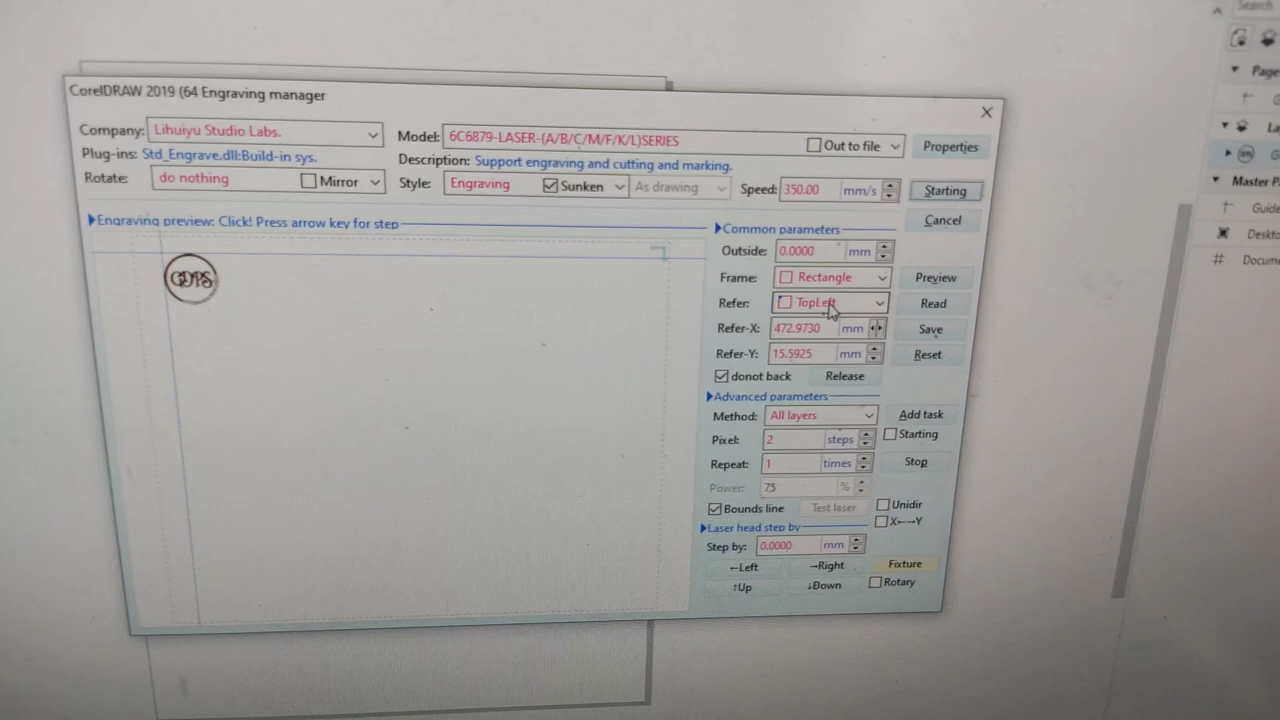 Search
CorelDRAW 2019 (64 Engraving manager
Company: Lihuiyu Studio Labs. Model: 6C6879-LASER-(A/B/C/M/F/K/L)SERIES Out to file Properties
Plug-ins: Std_Engrave.dll:Build-in sys. Description: Support engraving and cutting and marking.
Rotate: do nothing Mirror Style: Engraving Sunken As drawing Speed: 350.00 mm/s Starting
Engraving preview: Click! Press arrow key for step Common parameters Cancel
Outside: 0.0000 mm
Frame: Rectangle Preview
Refer: TopLeft Read
Refer-X: 472.9730 mm Save
Refer-Y: 15.5925 mm Reset
donot back Release
Advanced parameters
Method: All layers Add task
Pixel: 2 steps Starting
Repeat: 1 times Stop
Power: 75 %
Bounds line Test laser Unidir
X←→Y
Laser head step by
Step by: 0.0000 mm
←Left →Right Fixture
↑Up ↓Down Rotary
GDPS
Page
Master P
Guide
Deskto
Docume